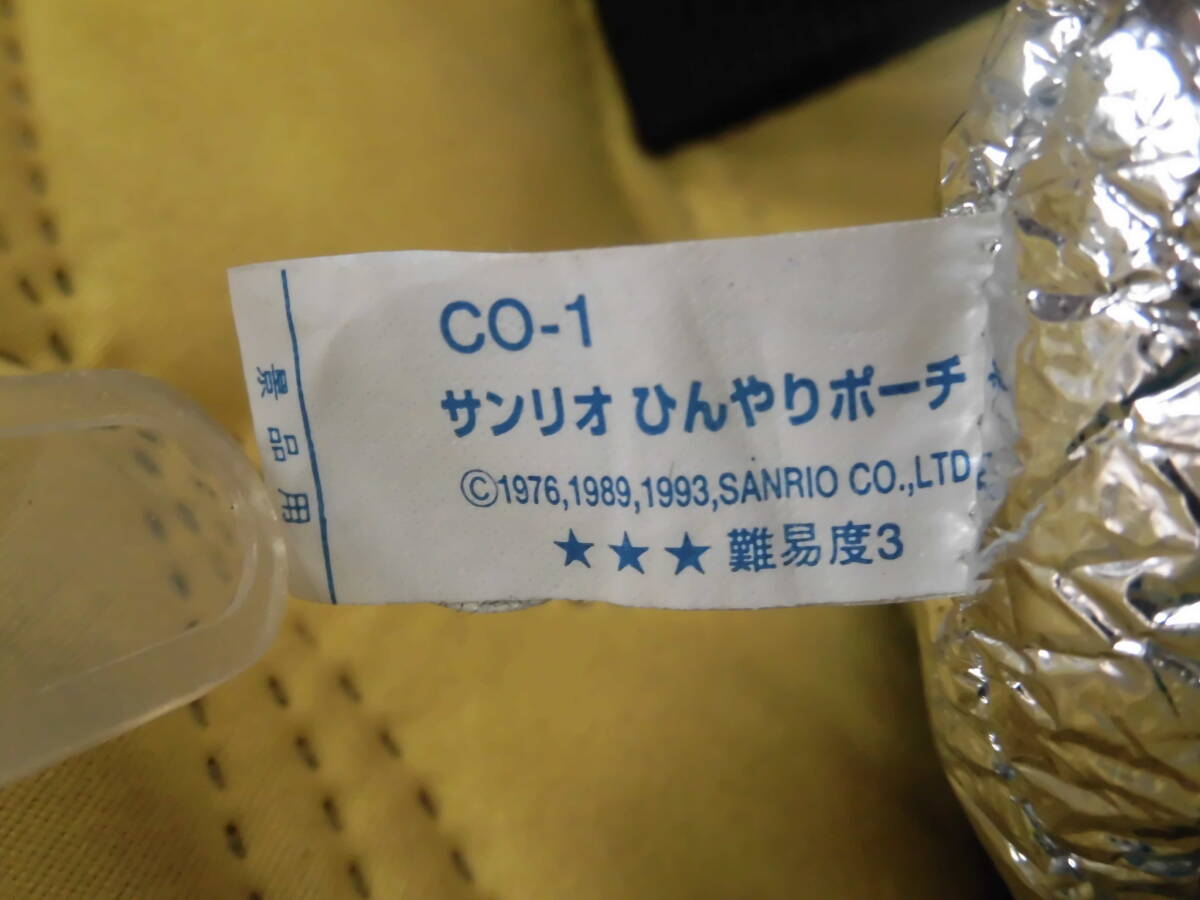 CO-1
サンリオ ひんやりポーチ
©1976,1989,1993,SANRIO CO.,LTD
★★★難易度3
景品用